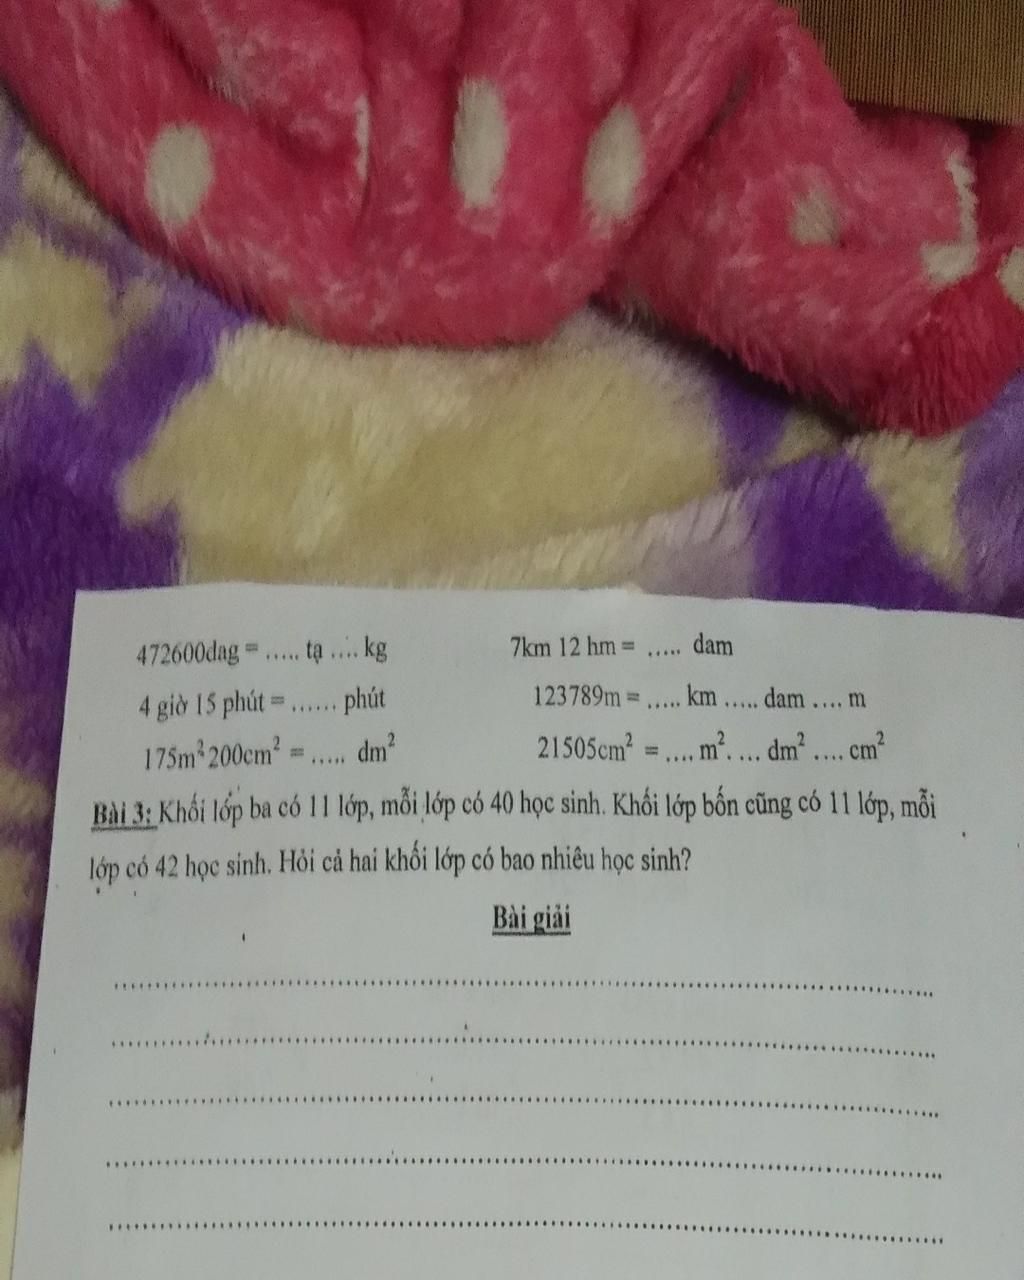 472600dag = ..... tạ .... kg 7km 12 hm = ..... dam
4 giờ 15 phút = ...... phút 123789m = ..... km ..... dam .... m
175m² 200cm² = ..... dm² 21505cm² = .... m². ... dm² .... cm²
Bài 3: Khối lớp ba có 11 lớp, mỗi lớp có 40 học sinh. Khối lớp bốn cũng có 11 lớp, mỗi
lớp có 42 học sinh. Hỏi cả hai khối lớp có bao nhiêu học sinh?
Bài giải